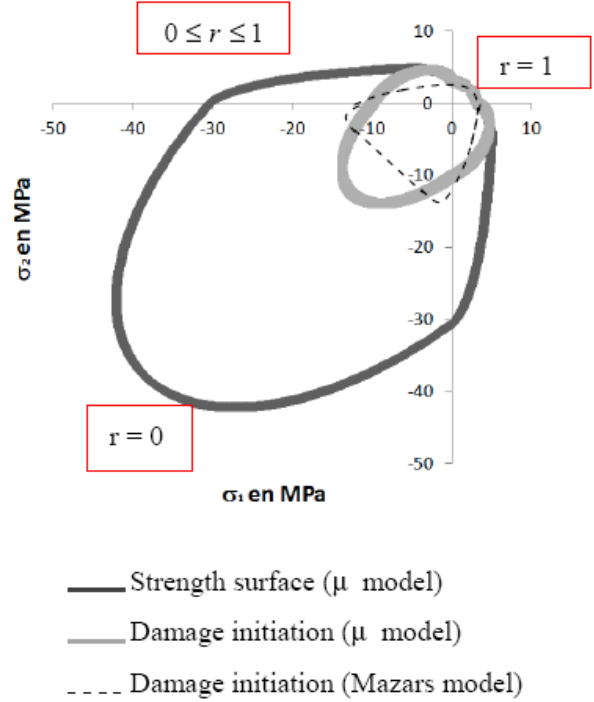 0 ≤ r ≤ 1
r = 1
10
0
-50 -40 -30 -20 -10 0 10
-10
-20
-30
-40
-50
σ₂ en MPa
r = 0
σ₁ en MPa
Strength surface (μ model)
Damage initiation (μ model)
Damage initiation (Mazars model)